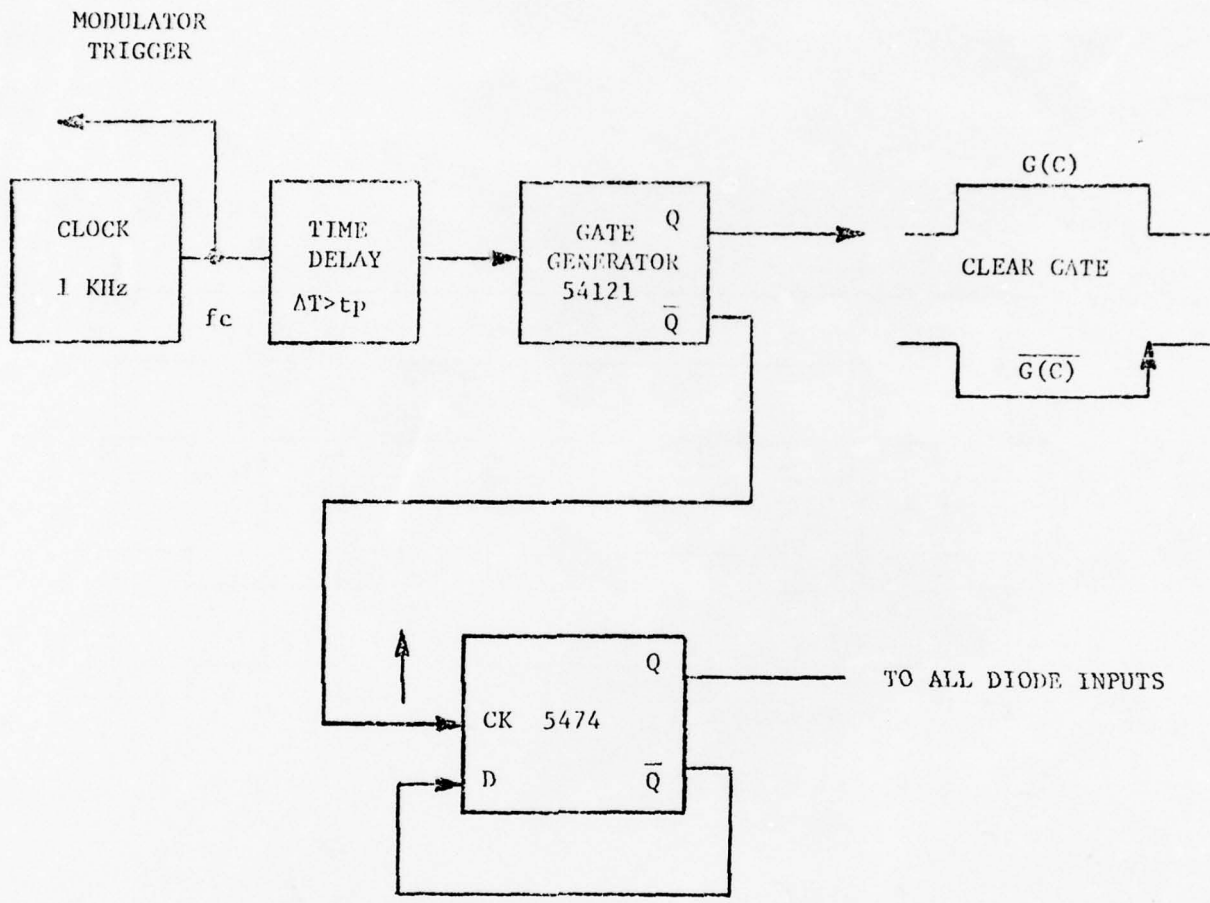 MODULATOR
TRIGGER
CLOCK
1 KHz
fc
TIME
DELAY
ΔT>tp
GATE
GENERATOR
54121
Q
Q̅
G(C)
CLEAR GATE
G̅(̅C̅)̅
CK 5474
D
Q
Q̅
TO ALL DIODE INPUTS